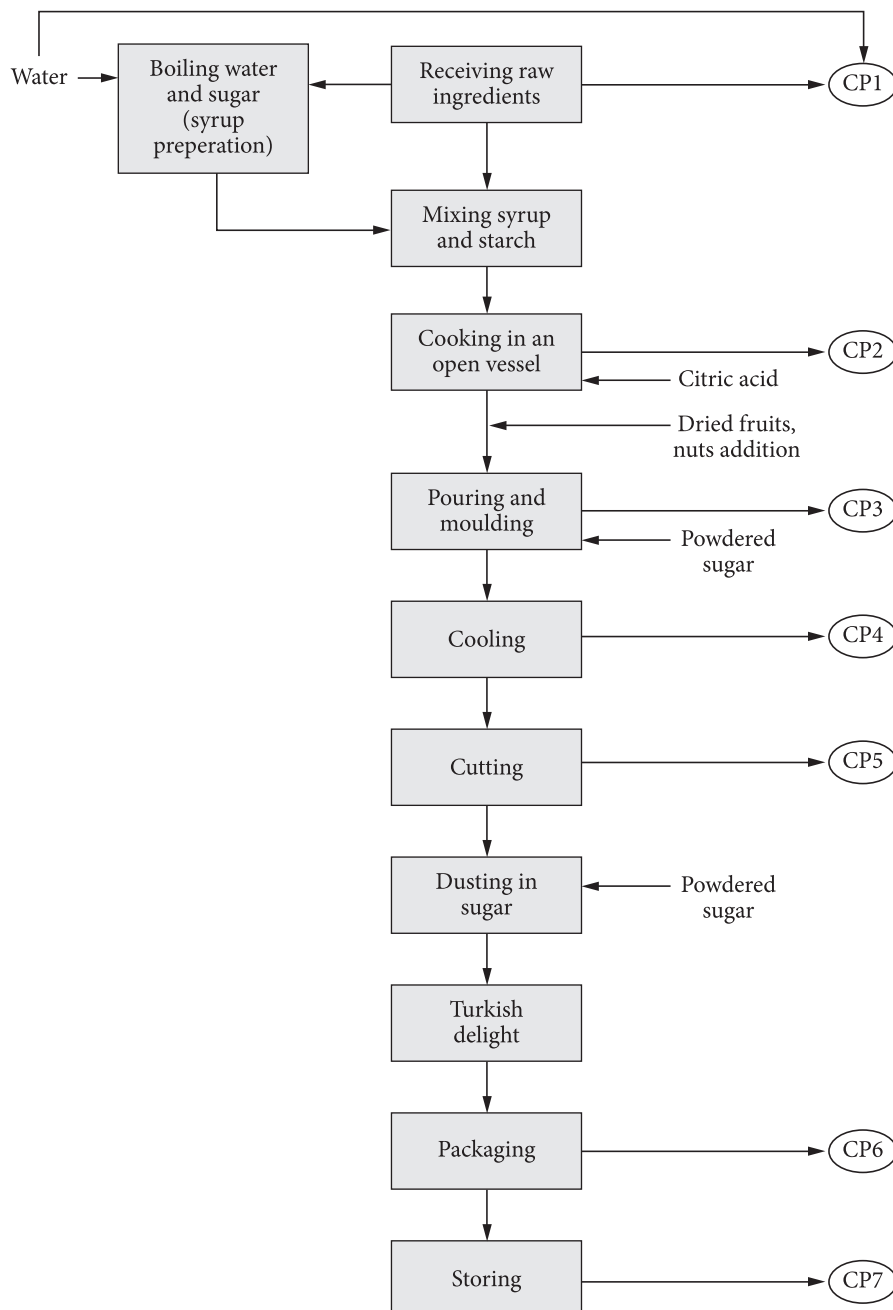 Water
Boiling water
and sugar
(syrup
preperation)
Receiving raw
ingredients
CP1
Mixing syrup
and starch
Cooking in an
open vessel
CP2
Citric acid
Dried fruits,
nuts addition
Pouring and
moulding
CP3
Powdered
sugar
Cooling
CP4
Cutting
CP5
Dusting in
sugar
Powdered
sugar
Turkish
delight
Packaging
CP6
Storing
CP7